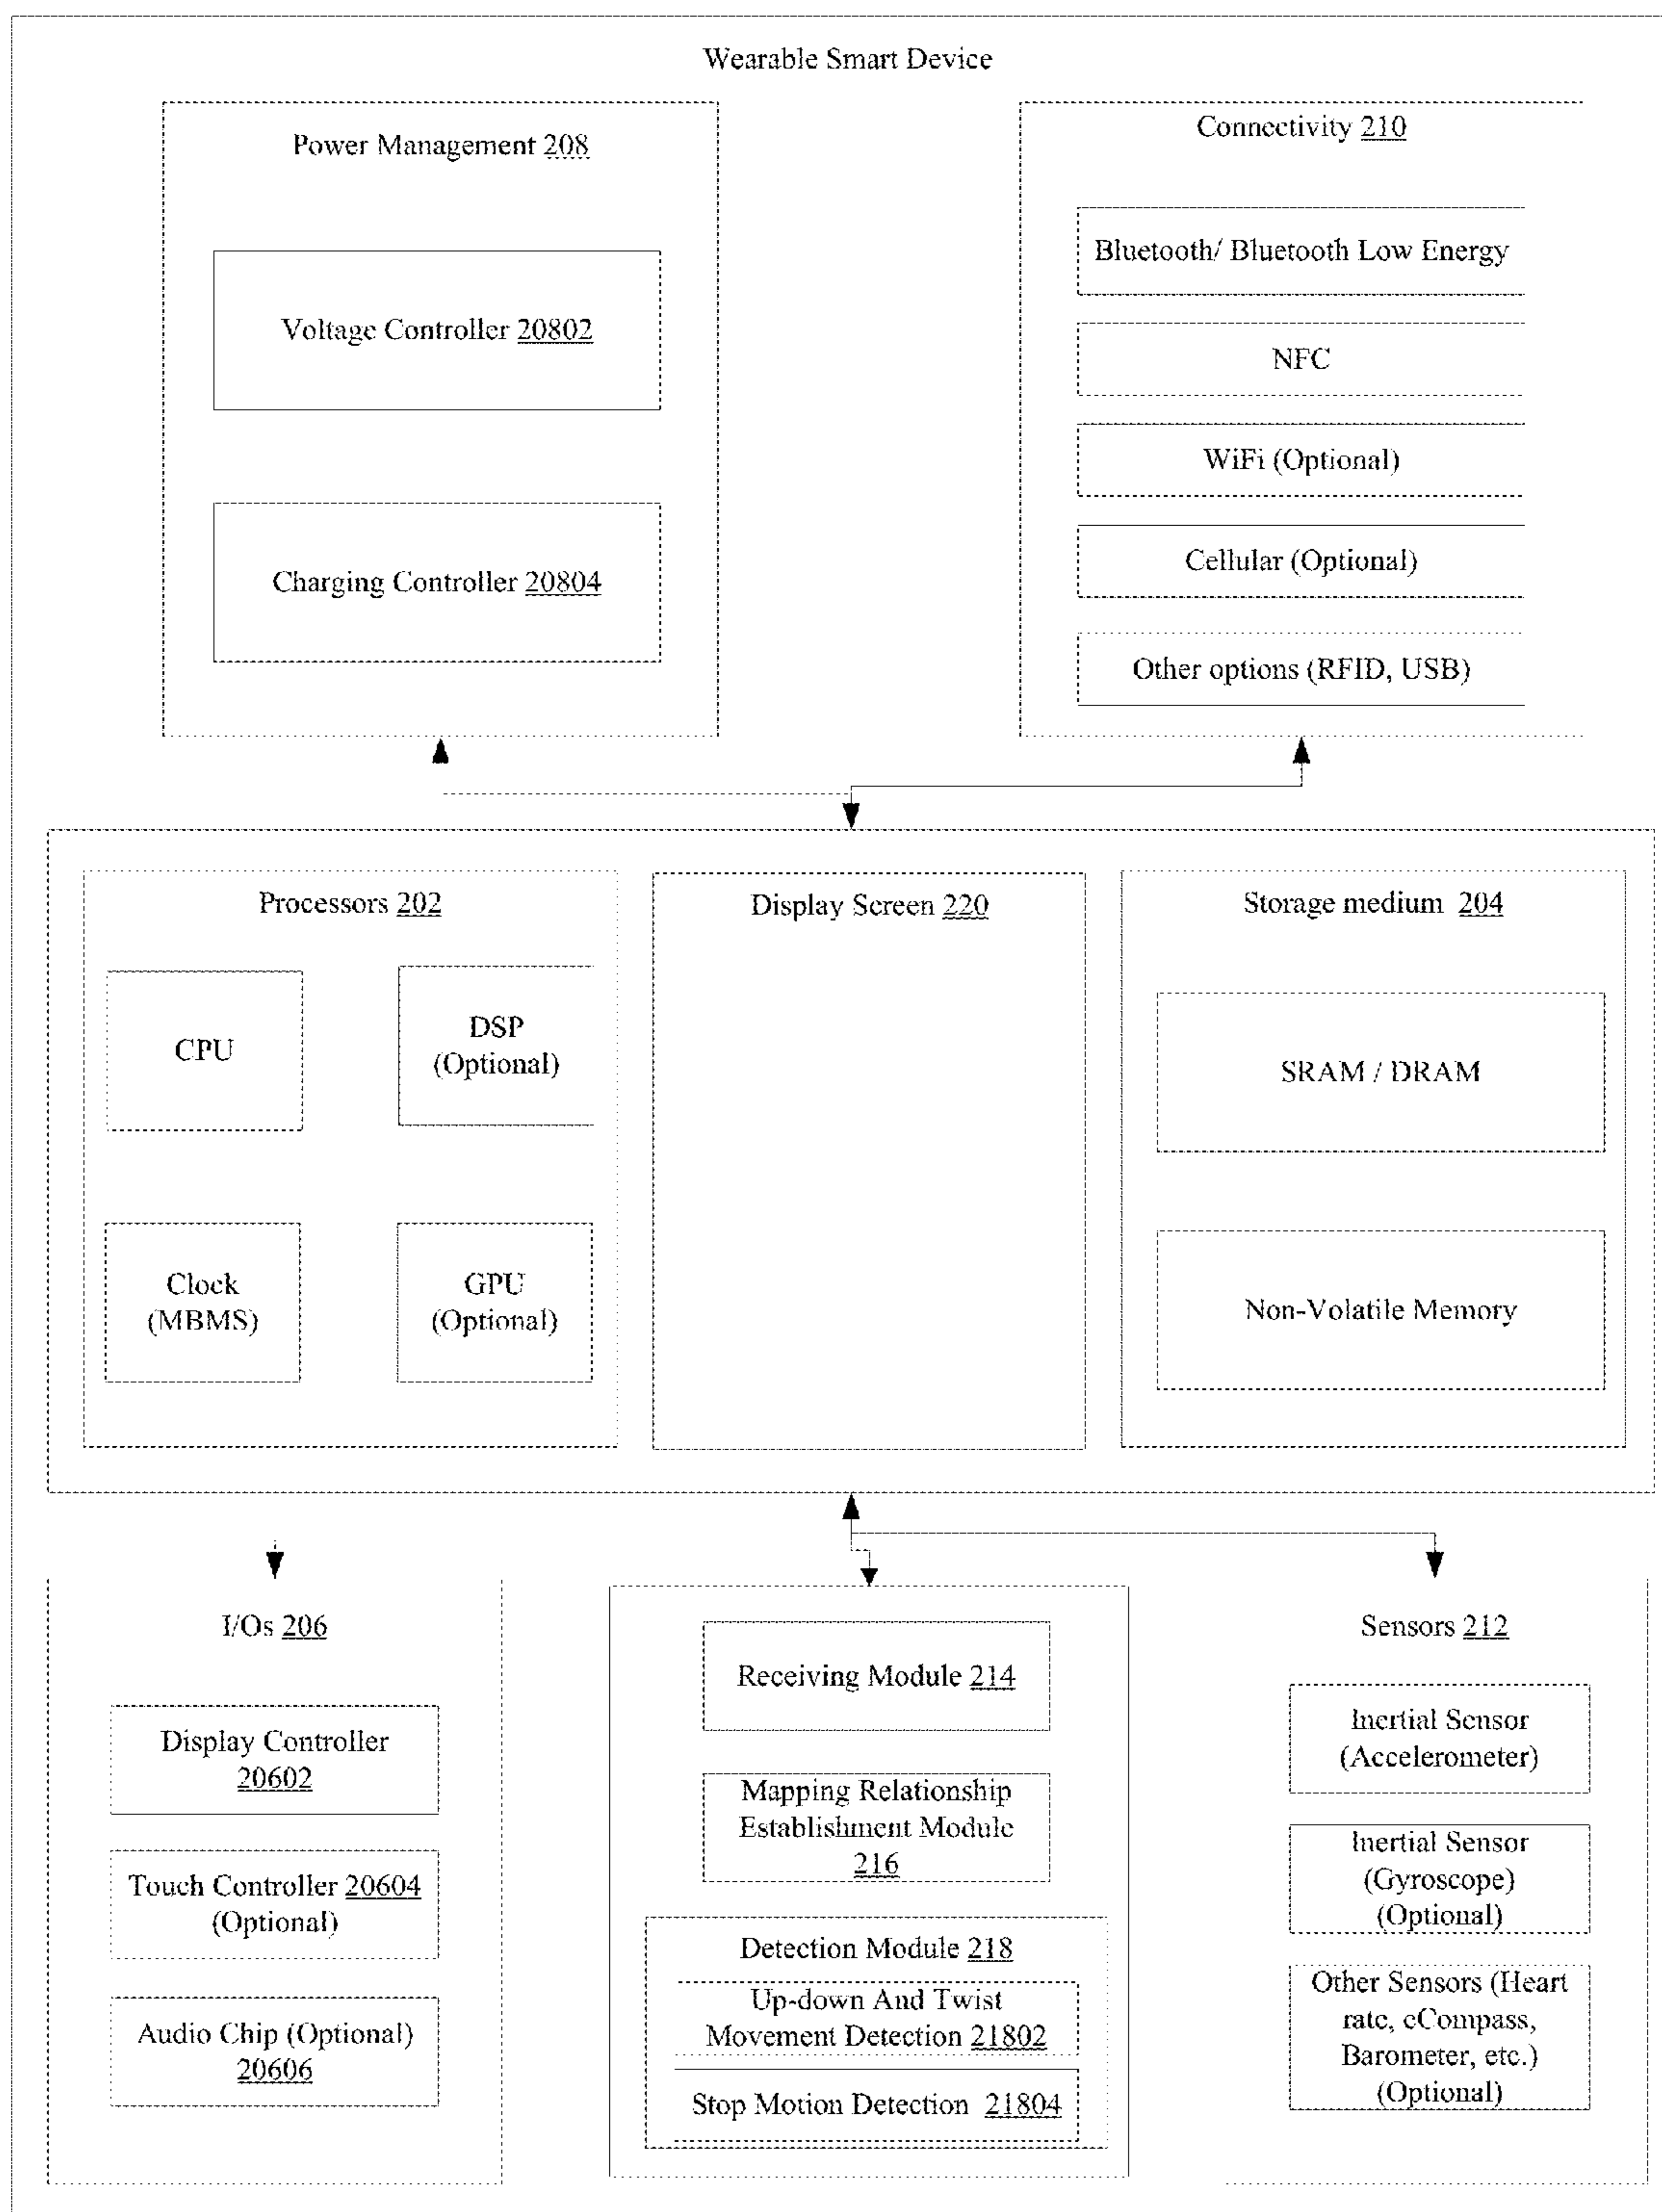 Wearable Smart Device
Power Management 208
Voltage Controller 20802
Charging Controller 20804
Connectivity 210
Bluetooth/ Bluetooth Low Energy
NFC
WiFi (Optional)
Cellular (Optional)
Other options (RFID, USB)
Processors 202
CPU
DSP
(Optional)
Clock
(MBMS)
GPU
(Optional)
Display Screen 220
Storage medium 204
SRAM / DRAM
Non-Volatile Memory
I/Os 206
Display Controller
20602
Touch Controller 20604
(Optional)
Audio Chip (Optional)
20606
Receiving Module 214
Mapping Relationship
Establishment Module
216
Detection Module 218
Up-down And Twist
Movement Detection 21802
Stop Motion Detection 21804
Sensors 212
Inertial Sensor
(Accelerometer)
Inertial Sensor
(Gyroscope)
(Optional)
Other Sensors (Heart
rate, eCompass,
Barometer, etc.)
(Optional)